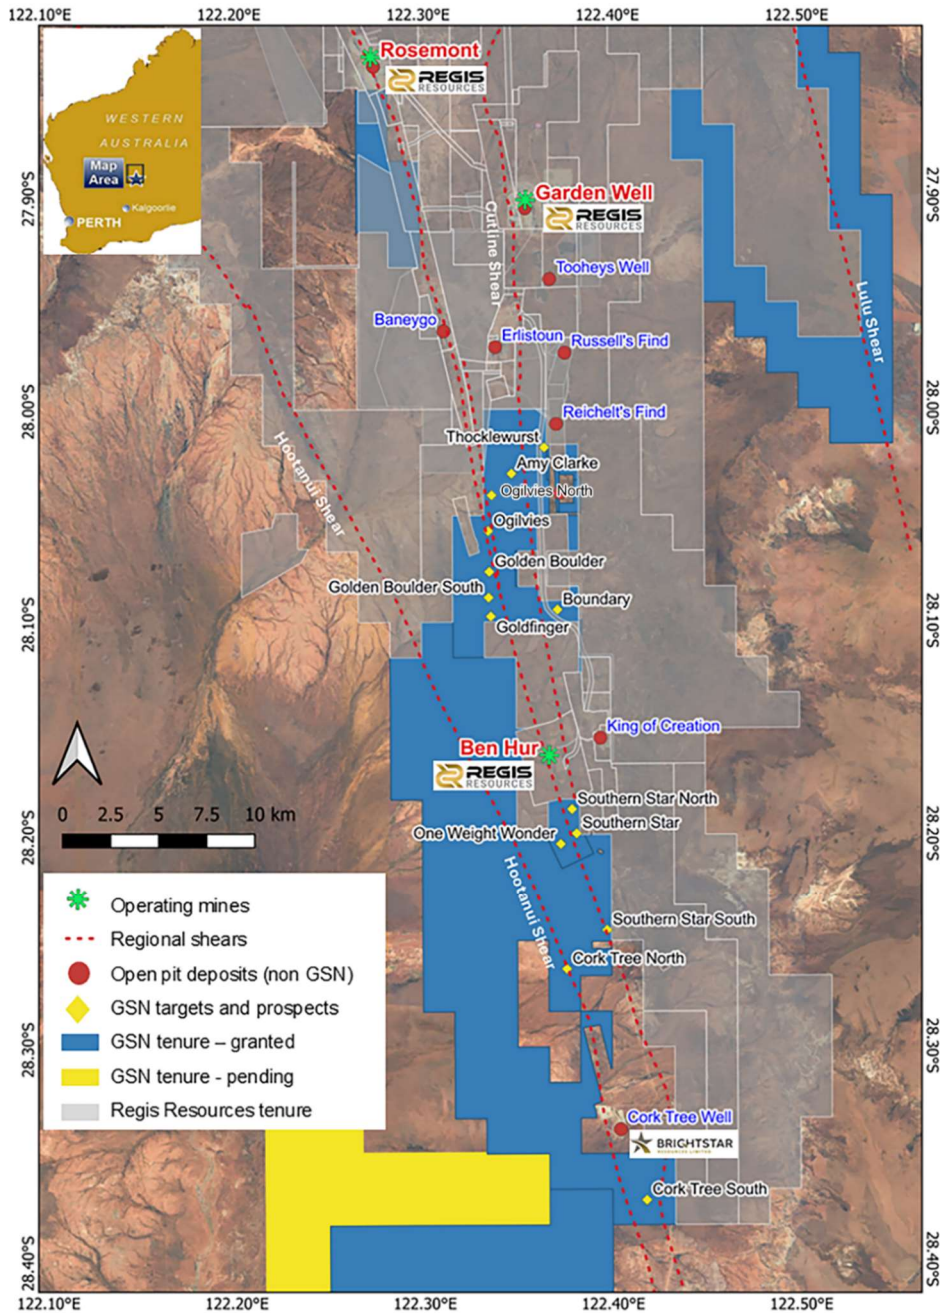 122.10°E 122.20°E 122.30°E 122.40°E 122.50°E
WESTERN
AUSTRALIA
Map
Area
Kalgoorlie
PERTH
Rosemont
REGIS
RESOURCES
27.90°S
27.90°S
Garden Well
REGIS
RESOURCES
Cutline Shear
Tooheys Well
Lulu Shear
Baneygo
Erlistoun
Russell's Find
28.00°S
28.00°S
Reichelt's Find
Thocklewurst
Amy Clarke
Hootanui Shear
Ogilvies North
Ogilvies
Golden Boulder
Golden Boulder South
Boundary
Goldfinger
28.10°S
28.10°S
King of Creation
Ben Hur
REGIS
RESOURCES
0 2.5 5 7.5 10 km
Southern Star North
Southern Star
One Weight Wonder
28.20°S
28.20°S
Hootanui Shear
Southern Star South
Cork Tree North
Operating mines
Regional shears
Open pit deposits (non GSN)
GSN targets and prospects
GSN tenure – granted
GSN tenure - pending
Regis Resources tenure
28.30°S
28.30°S
Cork Tree Well
BRIGHTSTAR
RESOURCES LIMITED
Cork Tree South
28.40°S
28.40°S
122.10°E 122.20°E 122.30°E 122.40°E 122.50°E